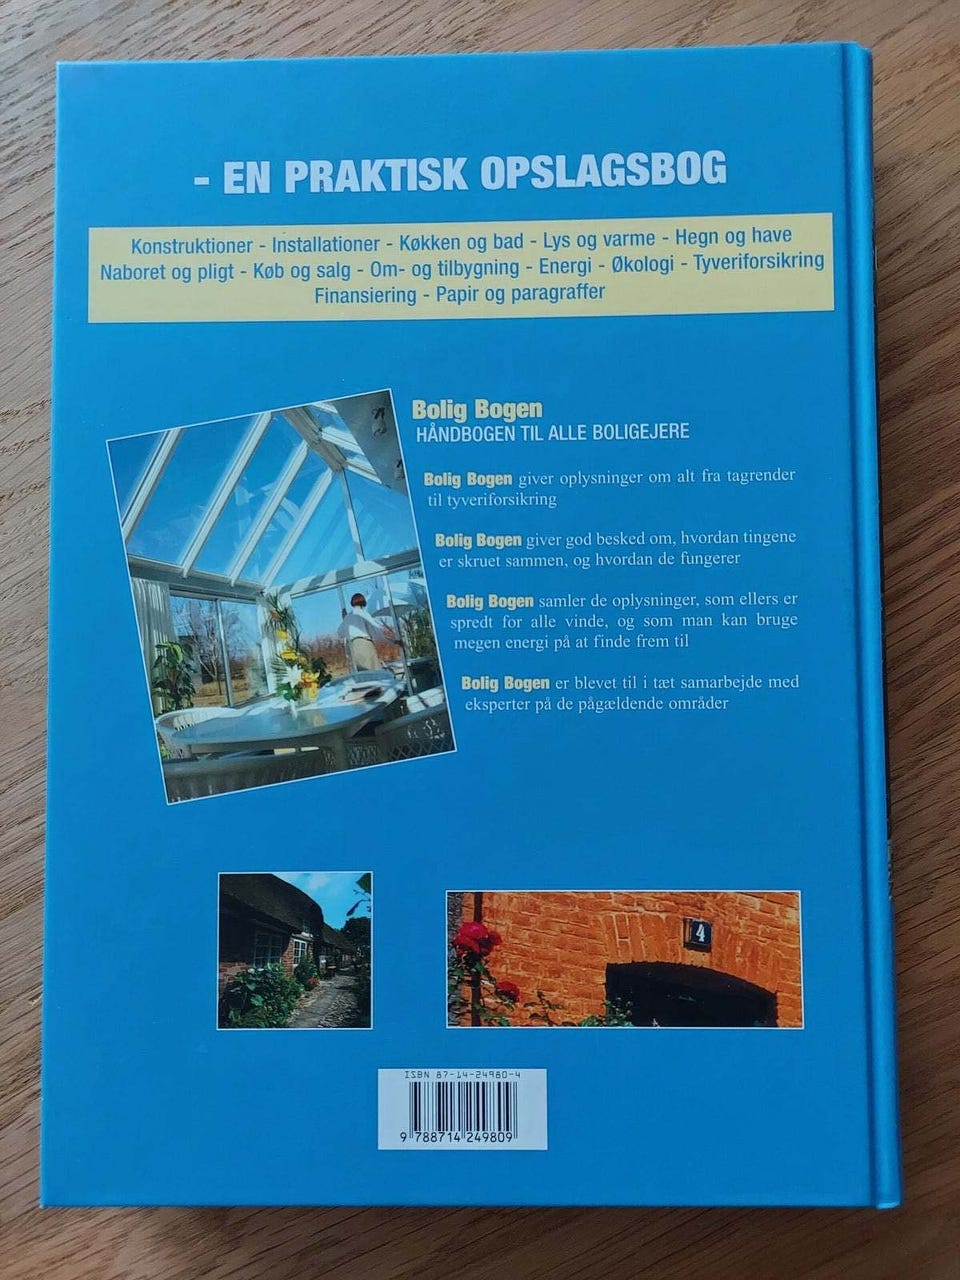 - EN PRAKTISK OPSLAGSBOG
Konstruktioner - Installationer - Køkken og bad - Lys og varme - Hegn og have
Naboret og pligt - Køb og salg - Om- og tilbygning - Energi - Økologi - Tyveriforsikring
Finansiering - Papir og paragraffer
Bolig Bogen
HÅNDBOGEN TIL ALLE BOLIGEJERE
Bolig Bogen giver oplysninger om alt fra tagrender
til tyveriforsikring
Bolig Bogen giver god besked om, hvordan tingene
er skruet sammen, og hvordan de fungerer
Bolig Bogen samler de oplysninger, som ellers er
spredt for alle vinde, og som man kan bruge
megen energi på at finde frem til
Bolig Bogen er blevet til i tæt samarbejde med
eksperter på de pågældende områder
4
ISBN 87-14-24980-4
9 788714 249809